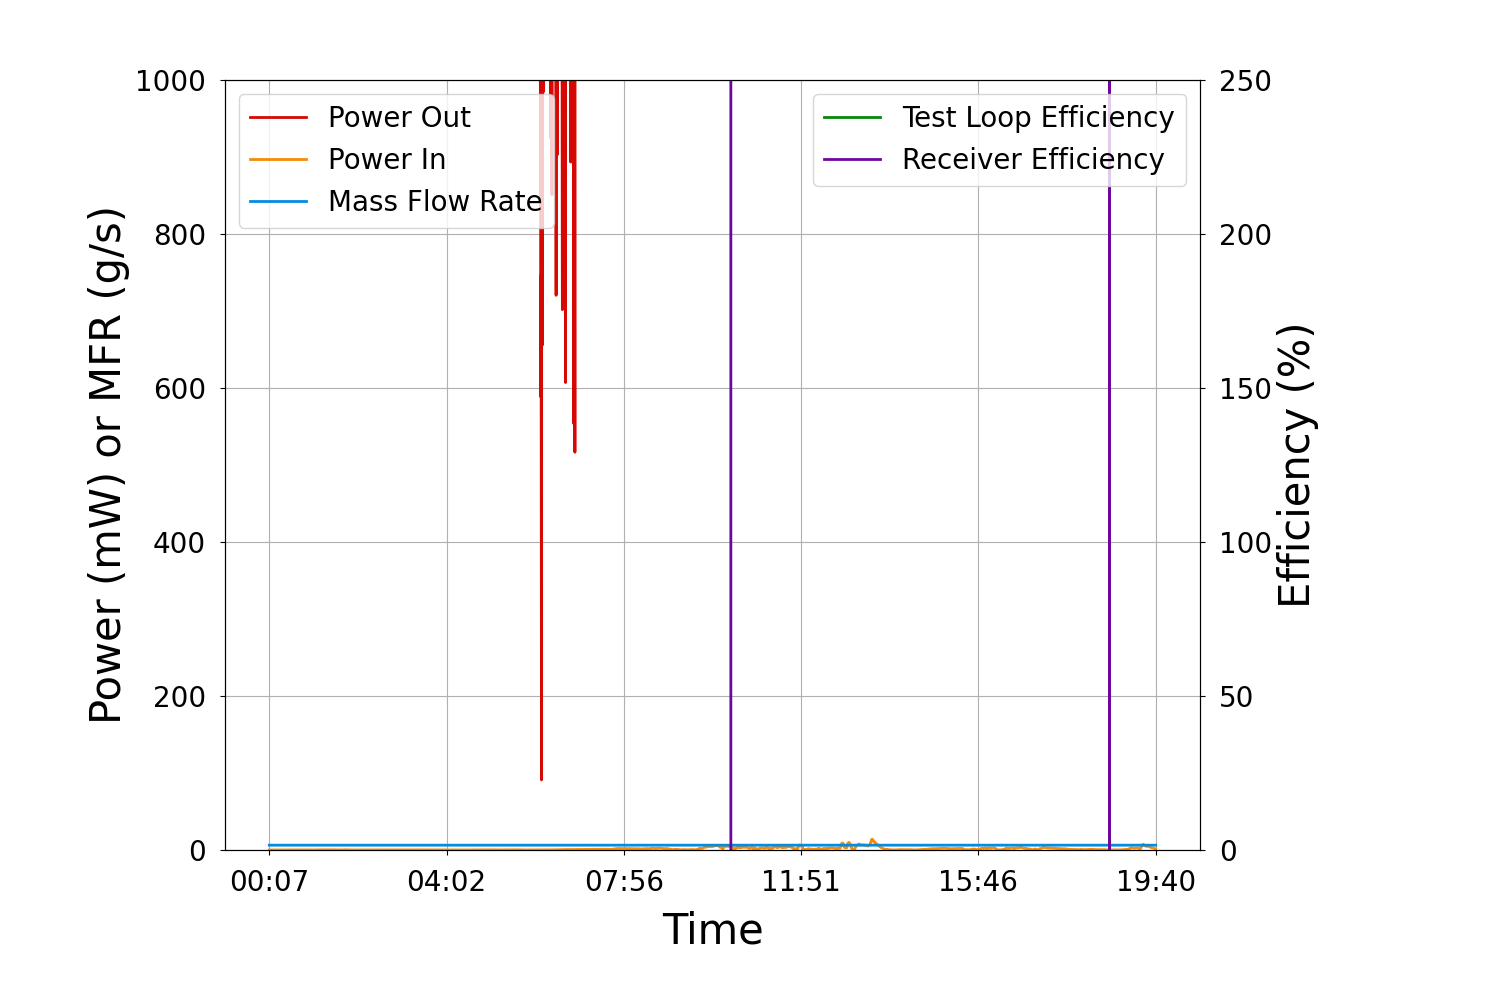 Power Out
Power In
Mass Flow Rate
Test Loop Efficiency
Receiver Efficiency
1000
800
600
400
200
0
250
200
150
100
50
0
00:07
04:02
07:56
11:51
15:46
19:40
Time
Power (mW) or MFR (g/s)
Efficiency (%)